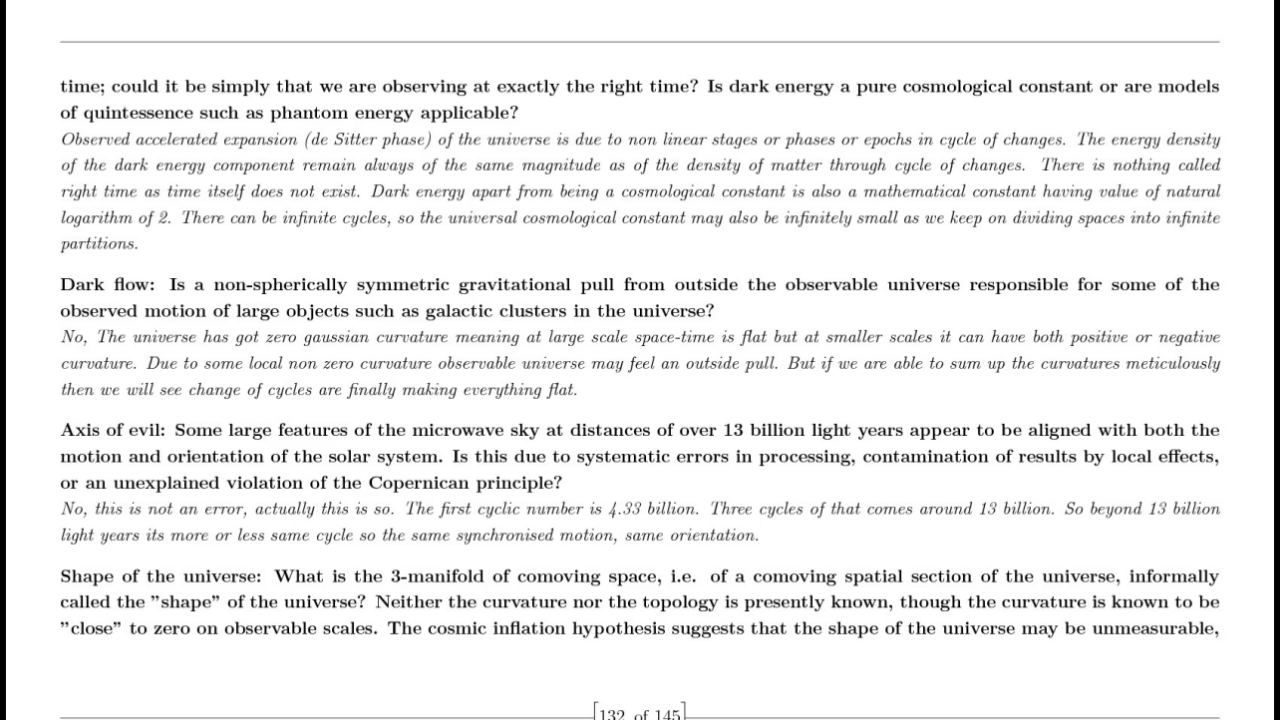 time; could it be simply that we are observing at exactly the right time? Is dark energy a pure cosmological constant or are models
of quintessence such as phantom energy applicable?
Observed accelerated expansion (de Sitter phase) of the universe is due to non linear stages or phases or epochs in cycle of changes. The energy density
of the dark energy component remain always of the same magnitude as of the density of matter through cycle of changes. There is nothing called
right time as time itself does not exist. Dark energy apart from being a cosmological constant is also a mathematical constant having value of natural
logarithm of 2. There can be infinite cycles, so the universal cosmological constant may also be infinitely small as we keep on dividing spaces into infinite
partitions.
Dark flow: Is a non-spherically symmetric gravitational pull from outside the observable universe responsible for some of the
observed motion of large objects such as galactic clusters in the universe?
No, The universe has got zero gaussian curvature meaning at large scale space-time is flat but at smaller scales it can have both positive or negative
curvature. Due to some local non zero curvature observable universe may feel an outside pull. But if we are able to sum up the curvatures meticulously
then we will see change of cycles are finally making everything flat.
Axis of evil: Some large features of the microwave sky at distances of over 13 billion light years appear to be aligned with both the
motion and orientation of the solar system. Is this due to systematic errors in processing, contamination of results by local effects,
or an unexplained violation of the Copernican principle?
No, this is not an error, actually this is so. The first cyclic number is 4.33 billion. Three cycles of that comes around 13 billion. So beyond 13 billion
light years its more or less same cycle so the same synchronised motion, same orientation.
Shape of the universe: What is the 3-manifold of comoving space, i.e. of a comoving spatial section of the universe, informally
called the ”shape” of the universe? Neither the curvature nor the topology is presently known, though the curvature is known to be
”close” to zero on observable scales. The cosmic inflation hypothesis suggests that the shape of the universe may be unmeasurable,
[132 of 145]